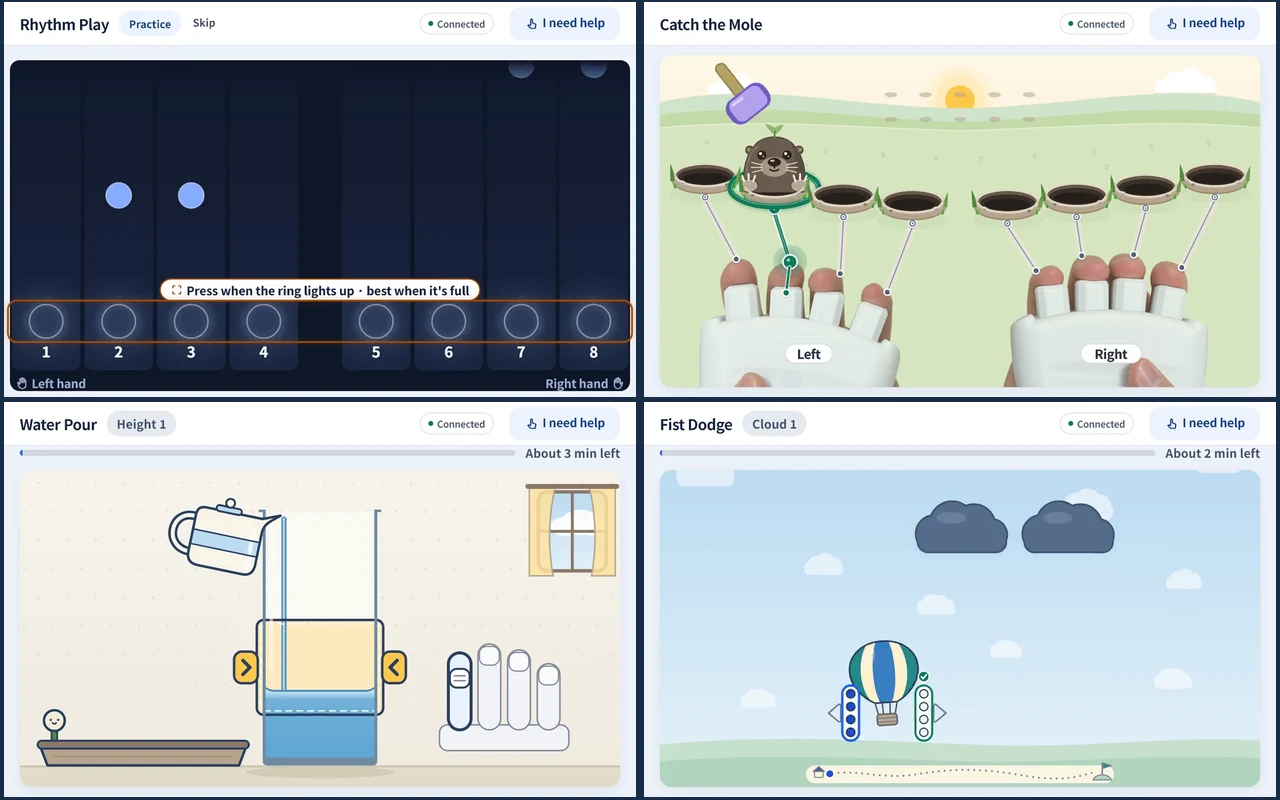 Rhythm Play Practice Skip Connected I need help
Press when the ring lights up · best when it's full
1 2 3 4 5 6 7 8
Left hand Right hand
Catch the Mole Connected I need help
Left Right
Water Pour Height 1 Connected I need help
About 3 min left
Fist Dodge Cloud 1 Connected I need help
About 2 min left